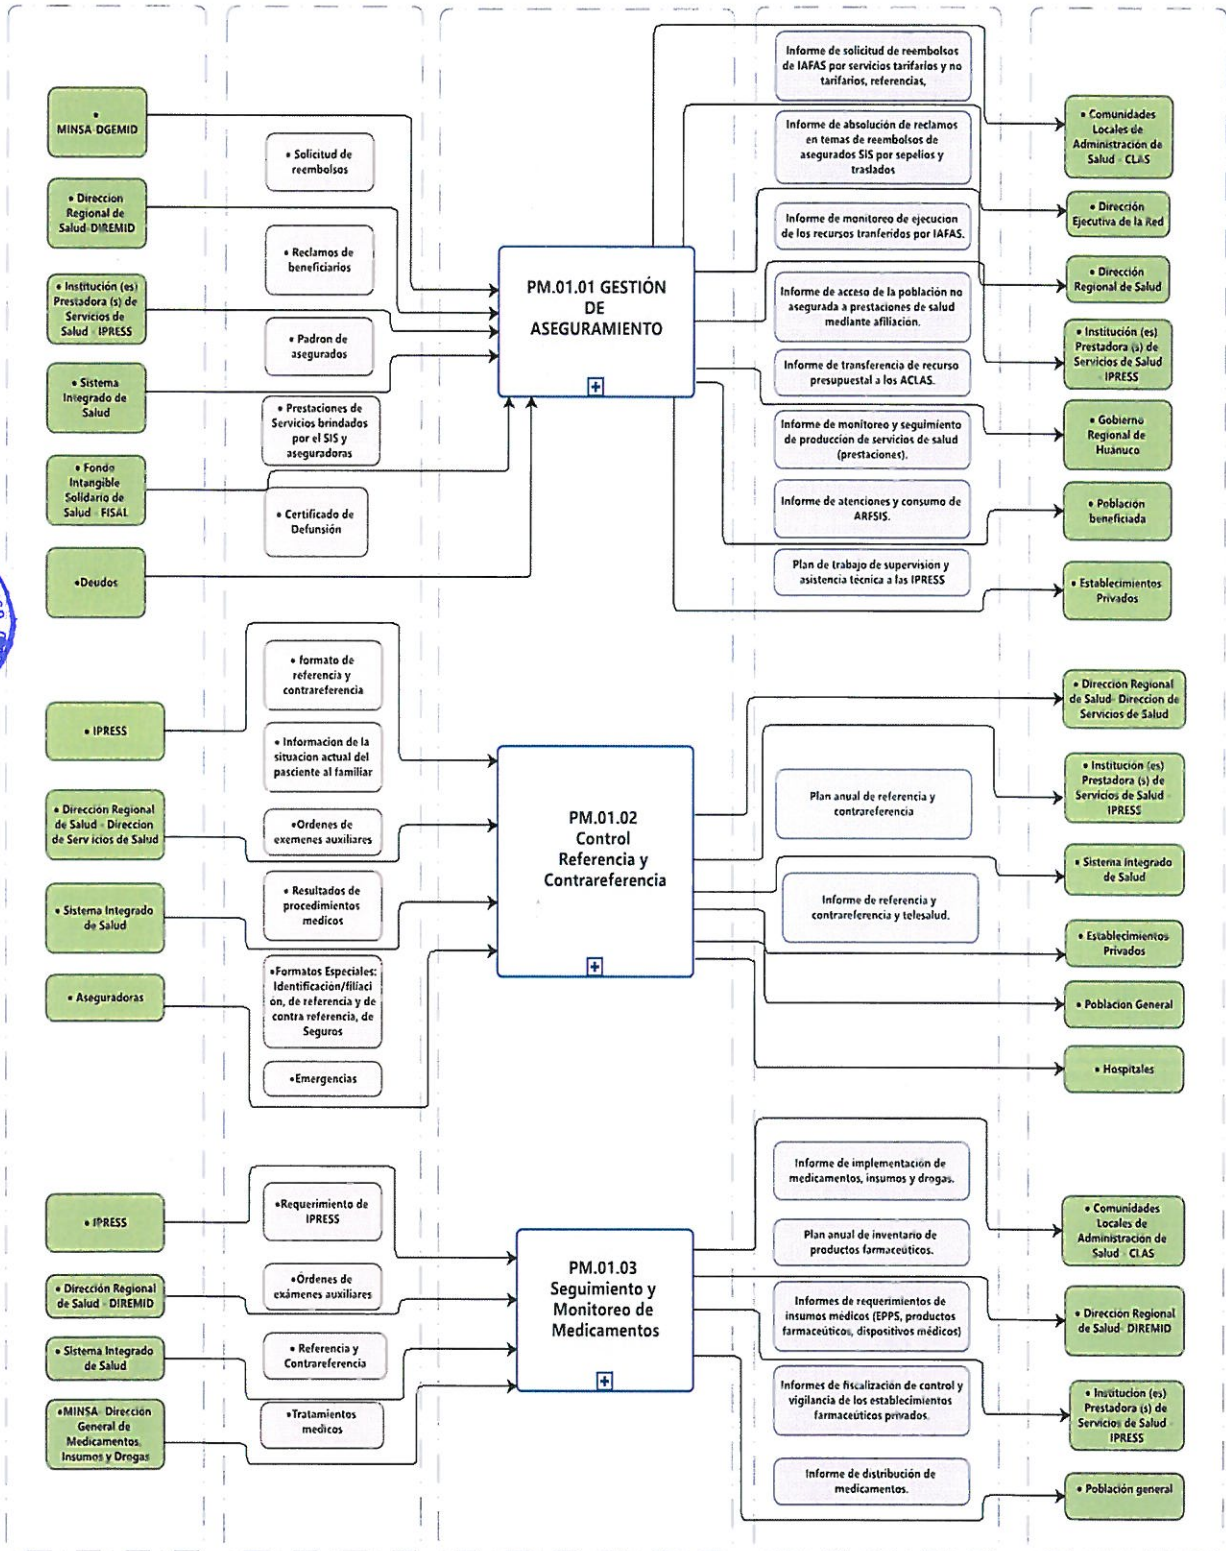 •
MINSA-DGEMID
• Direccion
Regional de
Salud-DIREMID
• Institución (es)
Prestadora (s) de
Servicios de
Salud - IPRESS
• Sistema
Integrado de
Salud
• Fondo
Intangible
Solidario de
Salud - FISAL
•Deudos
• Solicitud de
reembolsos
• Reclamos de
beneficiarios
• Padron de
asegurados
• Prestaciones de
Servicios brindados
por el SIS y
aseguradoras
• Certificado de
Defunsión
PM.01.01 GESTIÓN
DE
ASEGURAMIENTO
Informe de solicitud de reembolsos
de IAFAS por servicios tarifarios y no
tarifarios, referencias,
Informe de absolución de reclamos
en temas de reembolsos de
asegurados SIS por sepelios y
traslados
Informe de monitoreo de ejecucion
de los recursos tranferidos por IAFAS.
Informe de acceso de la población no
asegurada a prestaciones de salud
mediante afiliacion.
Informe de transferencia de recurso
presupuestal a los ACLAS.
Informe de monitoreo y seguimiento
de produccion de servicios de salud
(prestaciones).
Informe de atenciones y consumo de
ARFSIS.
Plan de trabajo de supervisión y
asistencia técnica a las IPRESS
• Comunidades
Locales de
Administración de
Salud - CLAS
• Dirección
Ejecutiva de la Red
• Dirección
Regional de Salud
• Institución (es)
Prestadora (s) de
Servicios de Salud -
IPRESS
• Gobierno
Regional de
Huanuco
• Población
beneficiada
• Establecimientos
Privados
• IPRESS
• Dirección Regional
de Salud - Direccion
de Servicios de Salud
• Sistema Integrado
de Salud
• Aseguradoras
• formato de
referencia y
contrareferencia
• Informacion de la
situacion actual del
pasciente al familiar
•Ordenes de
exemenes auxiliares
• Resultados de
procedimientos
medicos
•Formatos Especiales:
Identificación/filiaci
ón, de referencia y de
contra referencia, de
Seguros
•Emergencias
PM.01.02
Control
Referencia y
Contrareferencia
Plan anual de referencia y
contrareferencia
Informe de referencia y
contrareferencia y telesalud.
• Dirección Regional
de Salud- Direccion de
Servicios de Salud
• Institución (es)
Prestadora (s) de
Servicios de Salud -
IPRESS
• Sistema Integrado
de Salud
• Establecimientos
Privados
• Poblacion General
• Hospitales
• IPRESS
• Dirección Regional
de Salud - DIREMID
• Sistema Integrado
de Salud
•MINSA- Dirección
General de
Medicamentos,
Insumos y Drogas
•Requerimiento de
IPRESS
•Ordenes de
exámenes auxiliares
• Referencia y
Contrareferencia
•Tratamientos
medicos
PM.01.03
Seguimiento y
Monitoreo de
Medicamentos
Informe de implementación de
medicamentos, insumos y drogas.
Plan anual de inventario de
productos farmaceúticos.
Informes de requerimientos de
insumos médicos (EPPS, productos
farmaceúticos, dispositivos médicos)
Informes de fiscalización de control y
vigilancia de los establecimientos
farmaceúticos privados.
Informe de distribución de
medicamentos.
• Comunidades
Locales de
Administración de
Salud - CLAS
• Dirección Regional
de Salud- DIREMID
• Institución (es)
Prestadora (s) de
Servicios de Salud -
IPRESS
• Población general